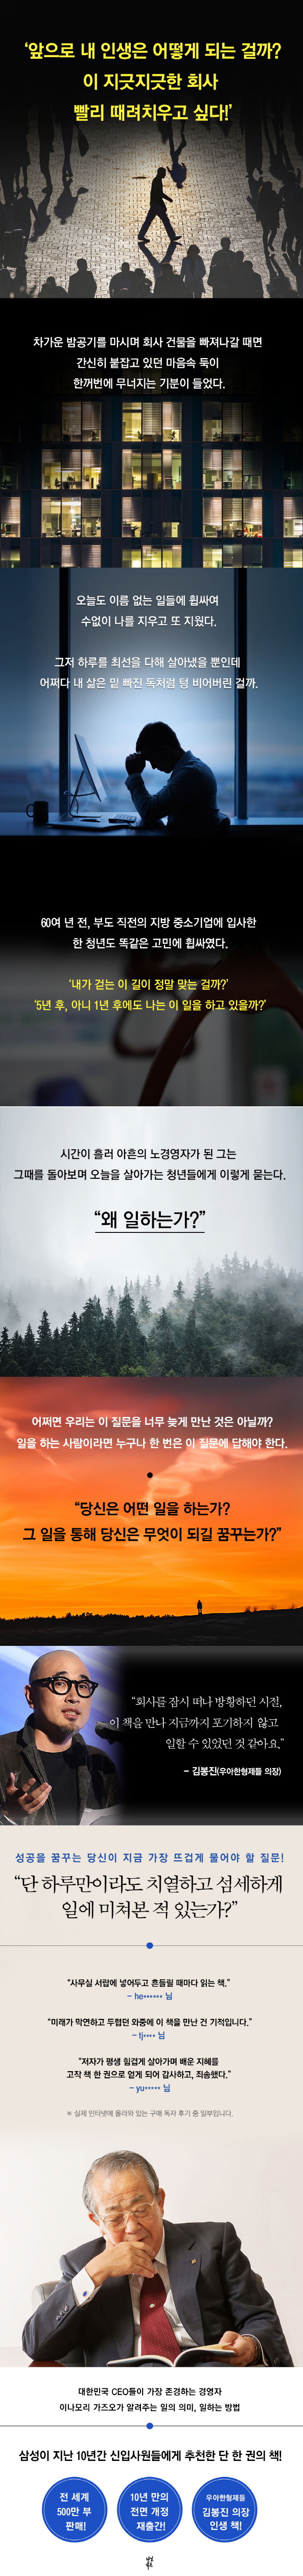 ‘앞으로 내 인생은 어떻게 되는 걸까?
이 지긋지긋한 회사
빨리 때려치우고 싶다!’
차가운 밤공기를 마시며 회사 건물을 빠져나갈 때면
간신히 붙잡고 있던 마음속 둑이
한꺼번에 무너지는 기분이 들었다.
오늘도 이름 없는 일들에 휩싸여
수없이 나를 지우고 또 지웠다.
그저 하루를 최선을 다해 살아냈을 뿐인데
어쩌다 내 삶은 밑 빠진 독처럼 텅 비어버린 걸까.
60여 년 전, 부도 직전의 지방 중소기업에 입사한
한 청년도 똑같은 고민에 휩싸였다.
‘내가 걷는 이 길이 정말 맞는 걸까?’
‘5년 후, 아니 1년 후에도 나는 이 일을 하고 있을까?’
시간이 흘러 아흔의 노경영자가 된 그는
그때를 돌아보며 오늘을 살아가는 청년들에게 이렇게 묻는다.
“왜 일하는가?”
어쩌면 우리는 이 질문을 너무 늦게 만난 것은 아닐까?
일을 하는 사람이라면 누구나 한 번은 이 질문에 답해야 한다.
“당신은 어떤 일을 하는가?
그 일을 통해 당신은 무엇이 되길 꿈꾸는가?”
“회사를 잠시 떠나 방황하던 시절,
이 책을 만나 지금까지 포기하지 않고
일할 수 있었던 것 같아요.”
- 김봉진(우아한형제들 의장)
성공을 꿈꾸는 당신이 지금 가장 뜨겁게 물어야 할 질문!
“단 하루만이라도 치열하고 섬세하게
일에 미쳐본 적 있는가?”
“사무실 서랍에 넣어두고 흔들릴 때마다 읽는 책.”
- he****** 님
“미래가 막연하고 두렵던 와중에 이 책을 만난 건 기적입니다.”
- tj**** 님
“저자가 평생 힘겹게 살아가며 배운 지혜를
고작 책 한 권으로 얻게 되어 감사하고, 죄송했다.”
- yu***** 님
※ 실제 인터넷에 올라와 있는 구매 독자 후기 중 일부입니다.
대한민국 CEO들이 가장 존경하는 경영자
이나모리 가즈오가 알려주는 일의 의미, 일하는 방법
삼성이 지난 10년간 신입사원들에게 추천한 단 한 권의 책!
전 세계
500만 부
판매!
10년 만의
전면 개정
재출간!
우아한형제들
김봉진 의장
인생 책!